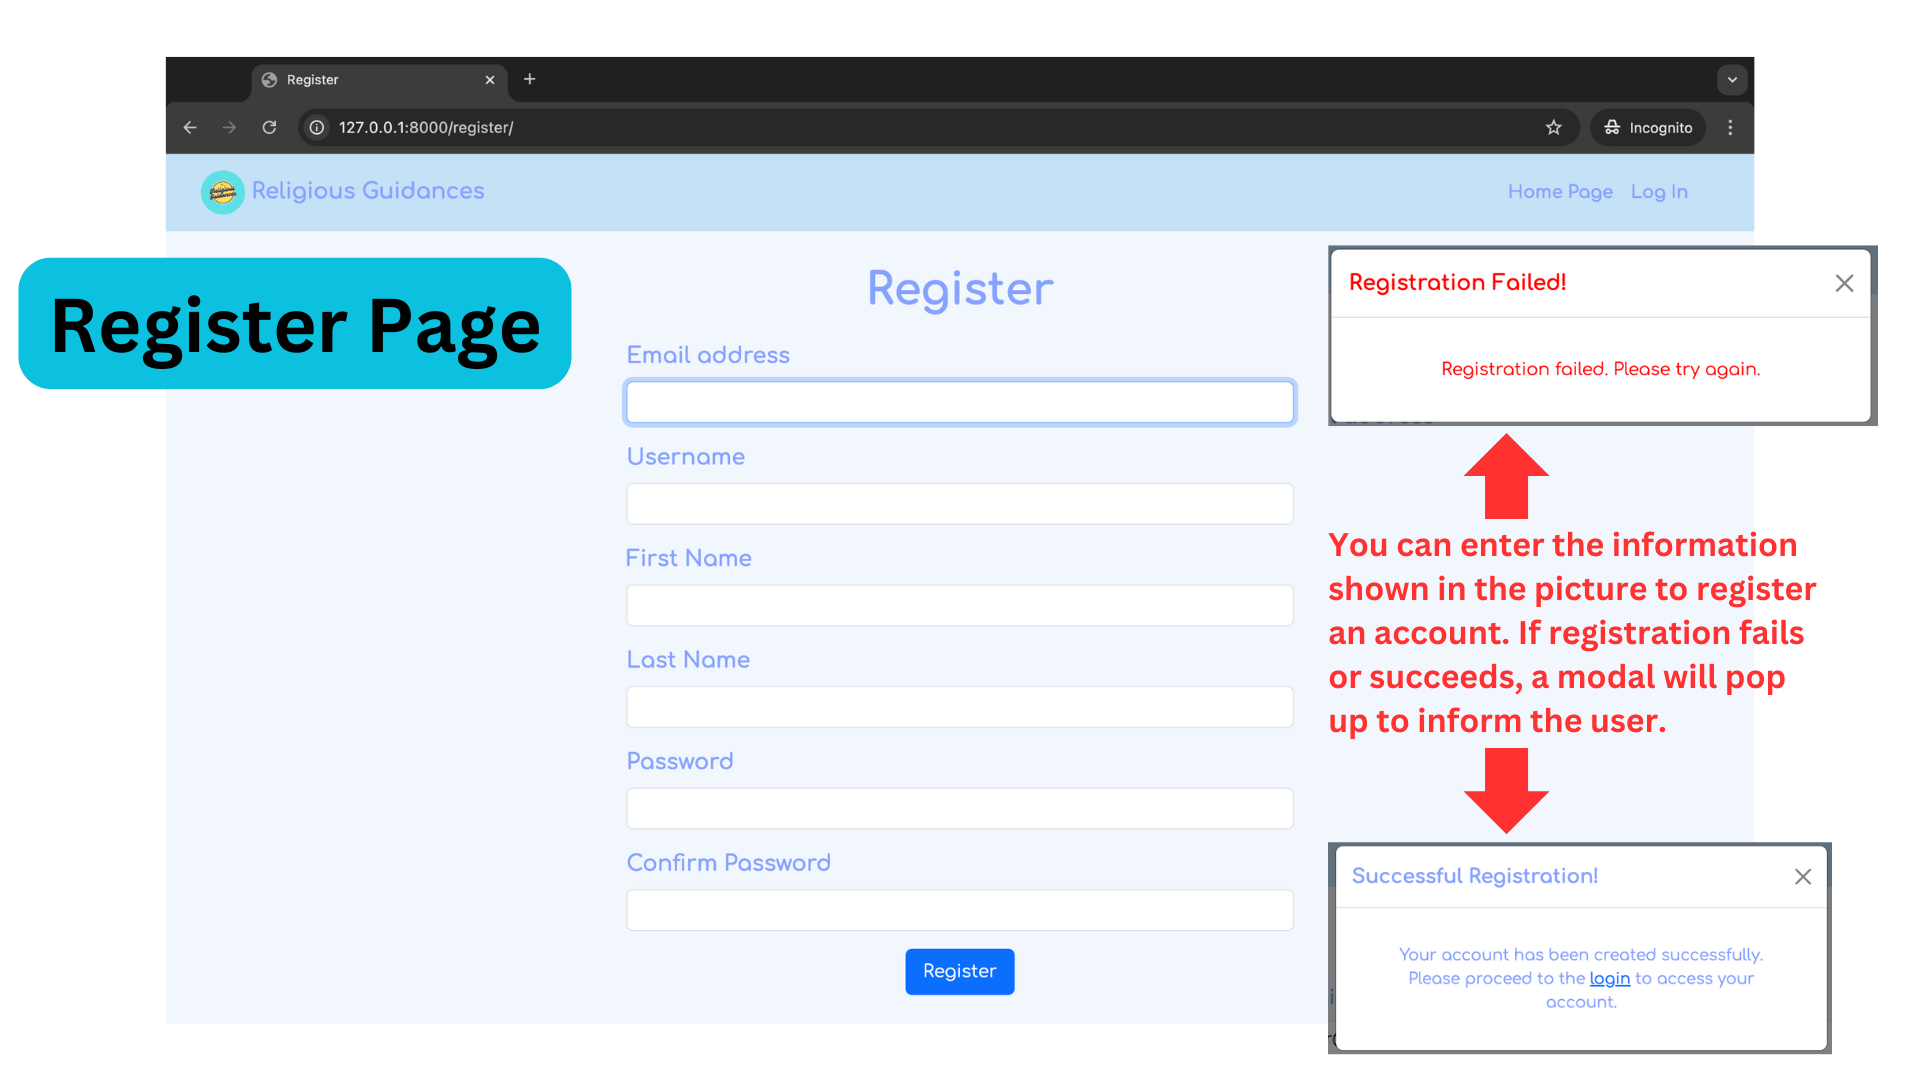 Register
127.0.0.1:8000/register/
Incognito
Religious Guidances
Religious Guidances
Home Page
Log In
Register Page
Register
Email address
Username
First Name
Last Name
Password
Confirm Password
Register
Registration Failed!
Registration failed. Please try again.
You can enter the information
shown in the picture to register
an account. If registration fails
or succeeds, a modal will pop
up to inform the user.
Successful Registration!
Your account has been created successfully.
Please proceed to the login to access your
account.